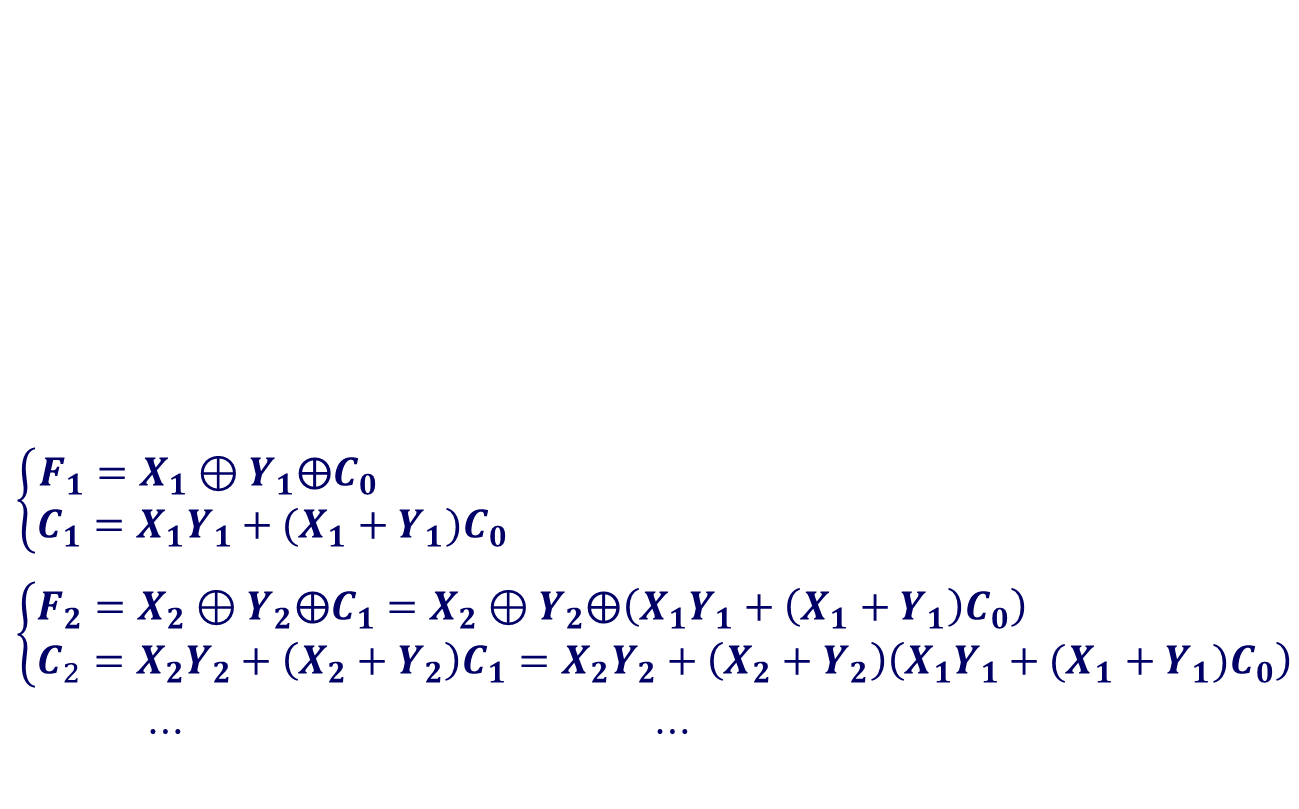 F₁ = X₁ ⊕ Y₁⊕C₀
C₁ = X₁Y₁ + (X₁ + Y₁)C₀
F₂ = X₂ ⊕ Y₂⊕C₁ = X₂ ⊕ Y₂⊕(X₁Y₁ + (X₁ + Y₁)C₀)
C₂ = X₂Y₂ + (X₂ + Y₂)C₁ = X₂Y₂ + (X₂ + Y₂)(X₁Y₁ + (X₁ + Y₁)C₀)
… …